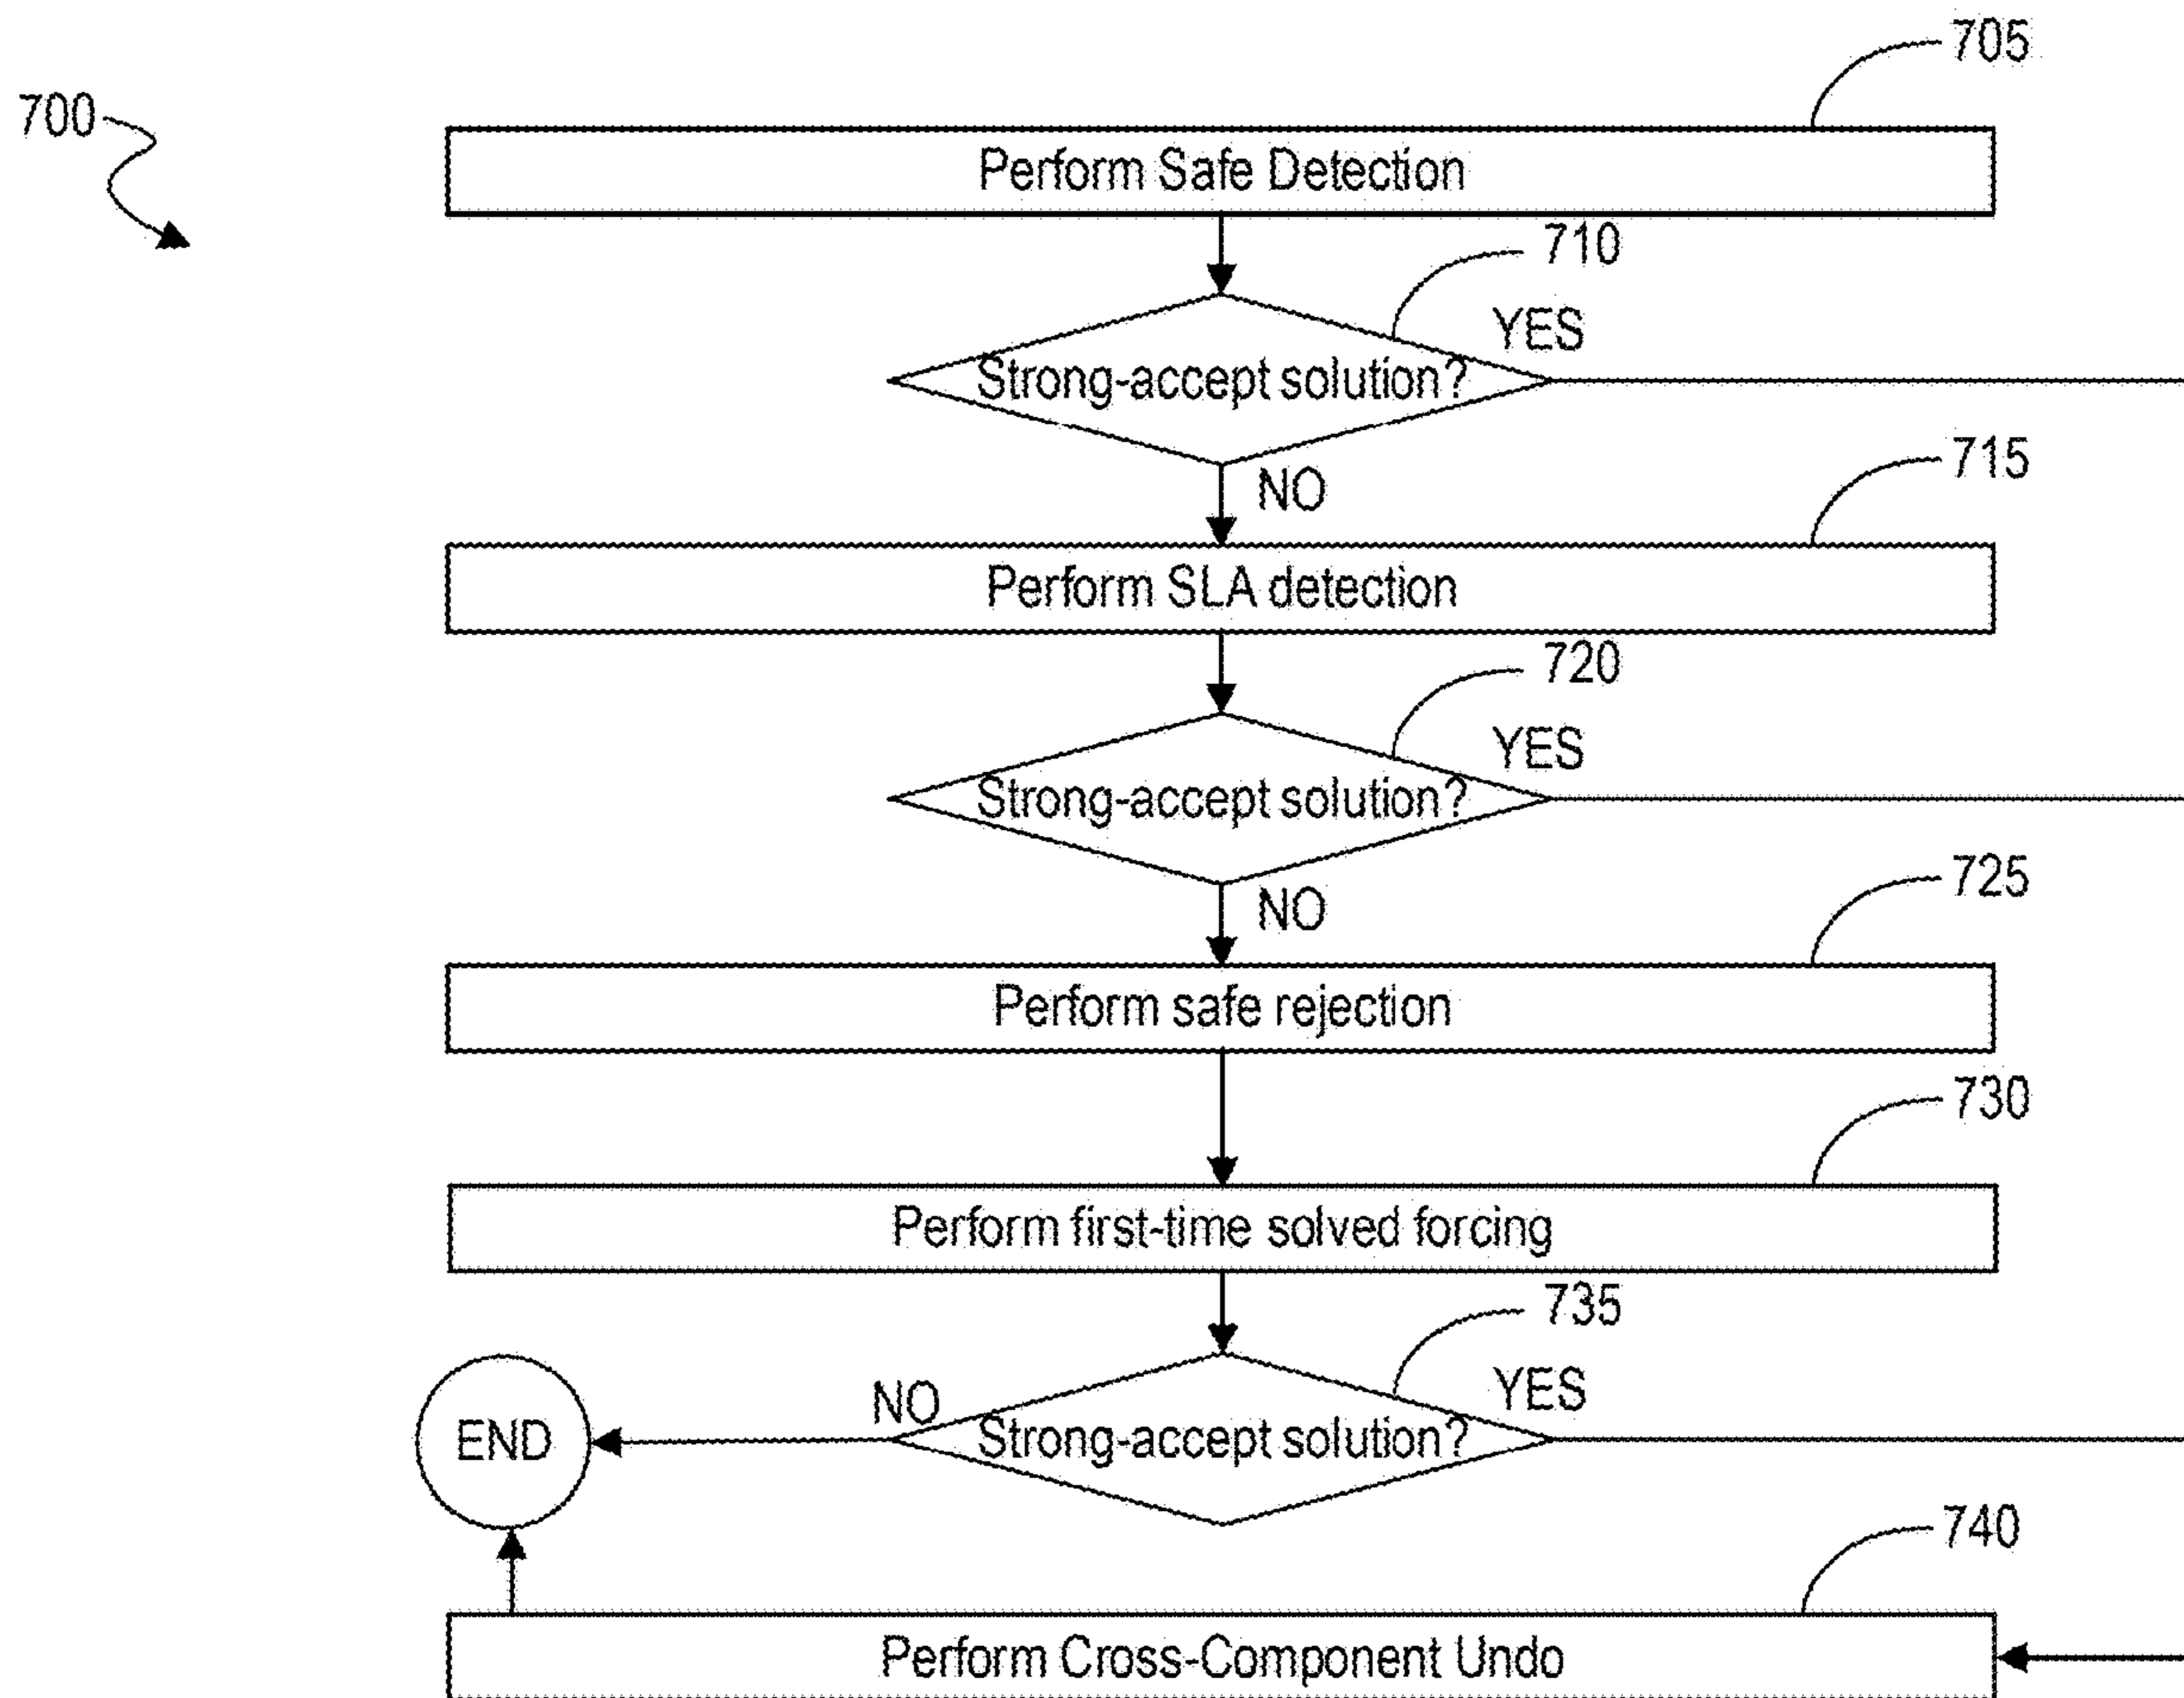 705
700
Perform Safe Detection
710
YES
Strong-accept solution?
NO
715
Perform SLA detection
720
YES
Strong-accept solution?
NO
725
Perform safe rejection
730
Perform first-time solved forcing
735
NO
YES
END
Strong-accept solution?
740
Perform Cross-Component Undo